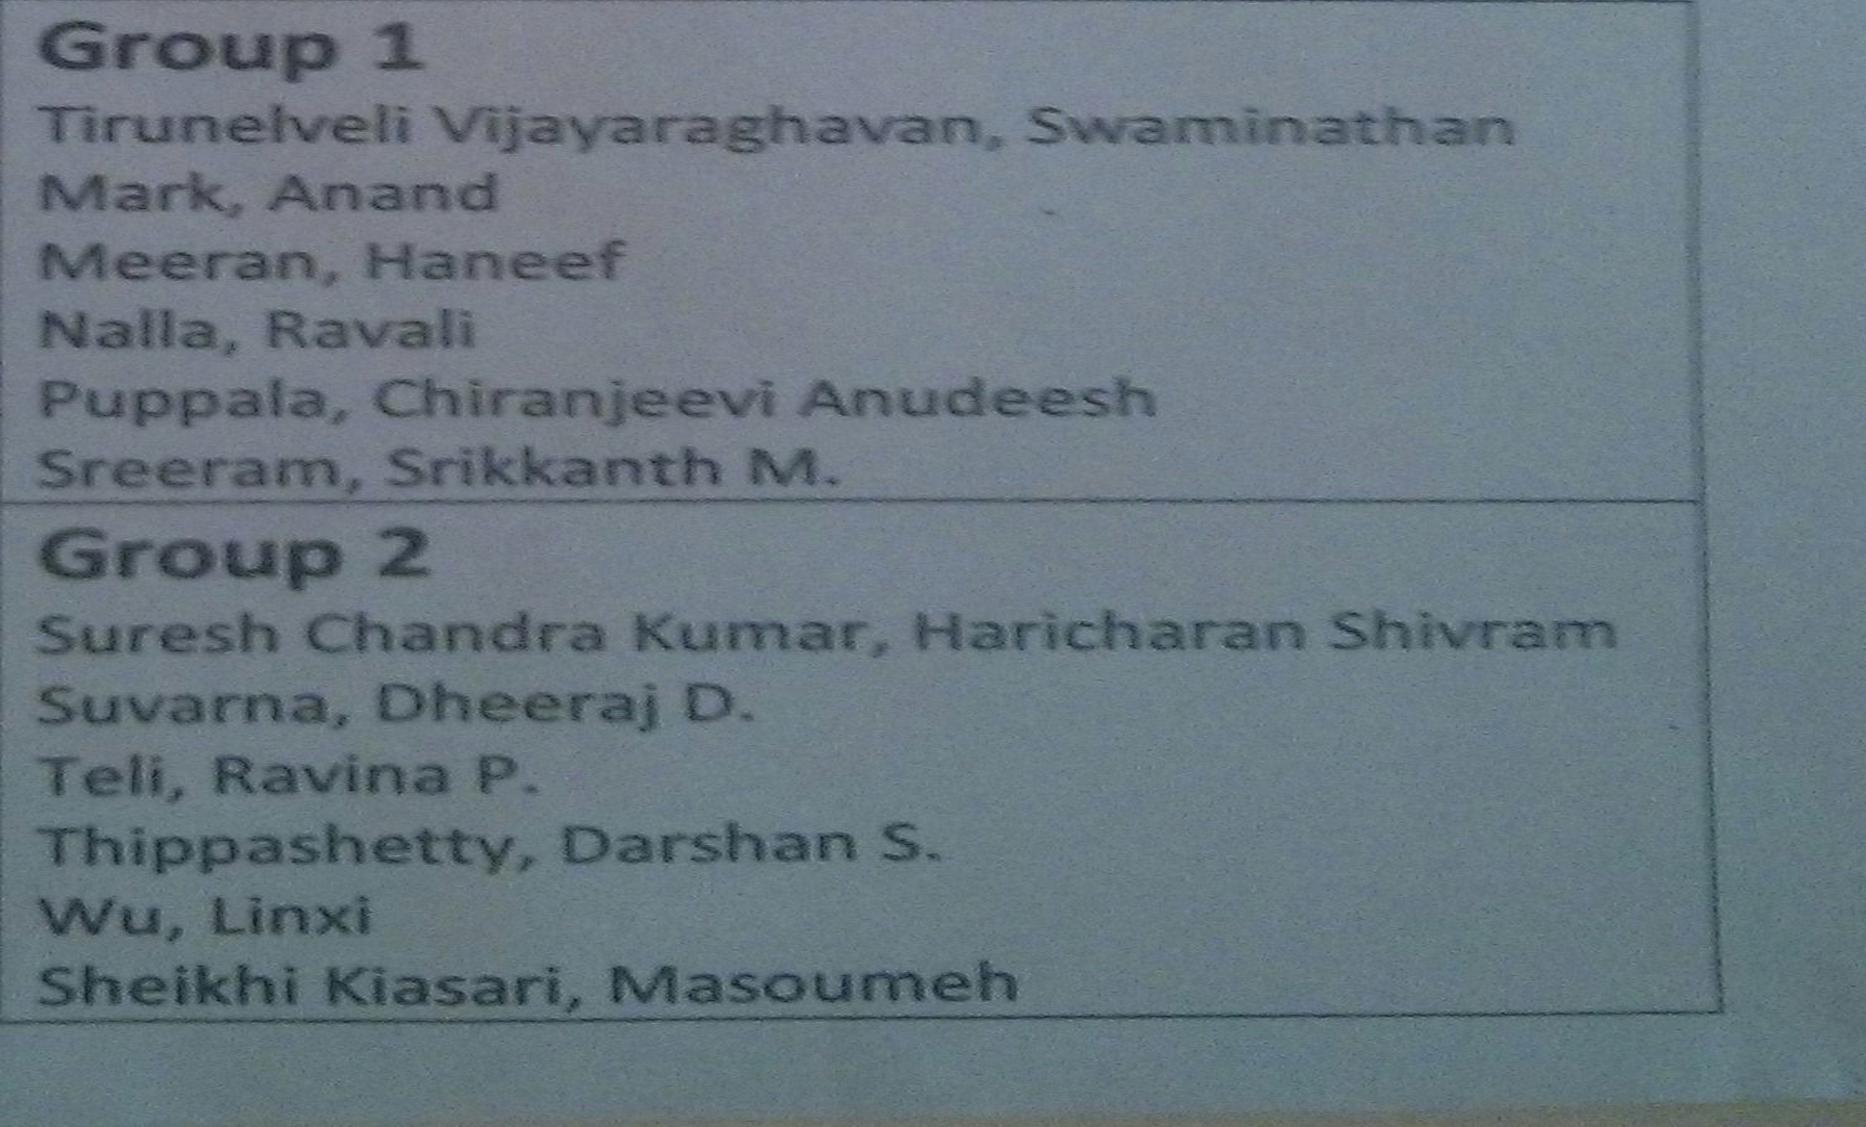 Group 1
Tirunelveli Vijayaraghavan, Swaminathan
Mark, Anand
Meeran, Haneef
Nalla, Ravali
Puppala, Chiranjeevi Anudeesh
Sreeram, Srikkanth M.
Group 2
Suresh Chandra Kumar, Haricharan Shivram
Suvarna, Dheeraj D.
Teli, Ravina P.
Thippashetty, Darshan S.
Wu, Linxi
Sheikhi Kiasari, Masoumeh